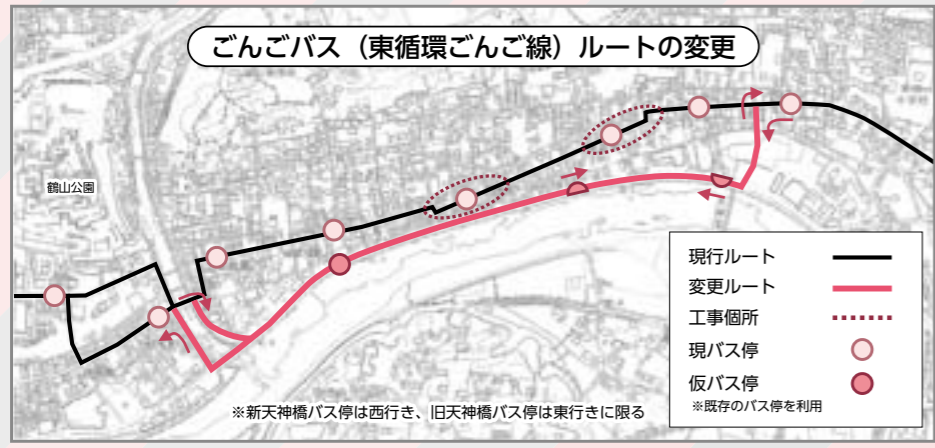 ごんごバス（東循環ごんご線）ルートの変更
鶴山公園
現行ルート
変更ルート
工事個所
現バス停
仮バス停
※既存のバス停を利用
※新天神橋バス停は西行き、旧天神橋バス停は東行きに限る